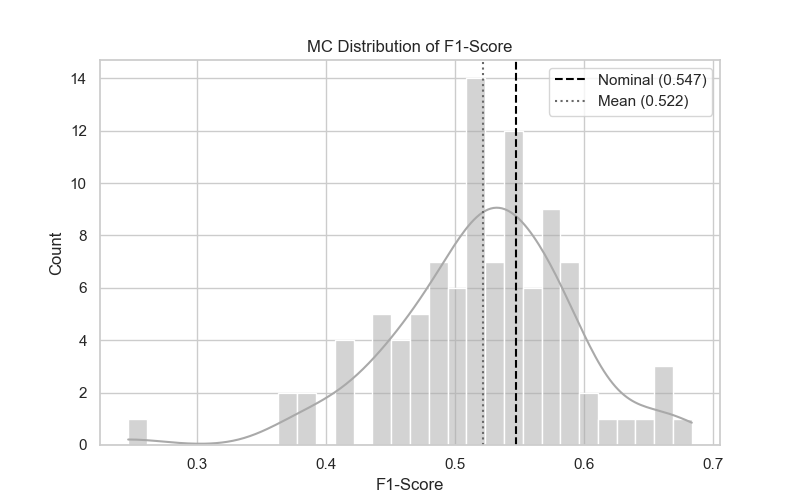 MC Distribution of F1-Score
Nominal (0.547)
Mean (0.522)
Count
14
12
10
8
6
4
2
0
0.3 0.4 0.5 0.6 0.7
F1-Score